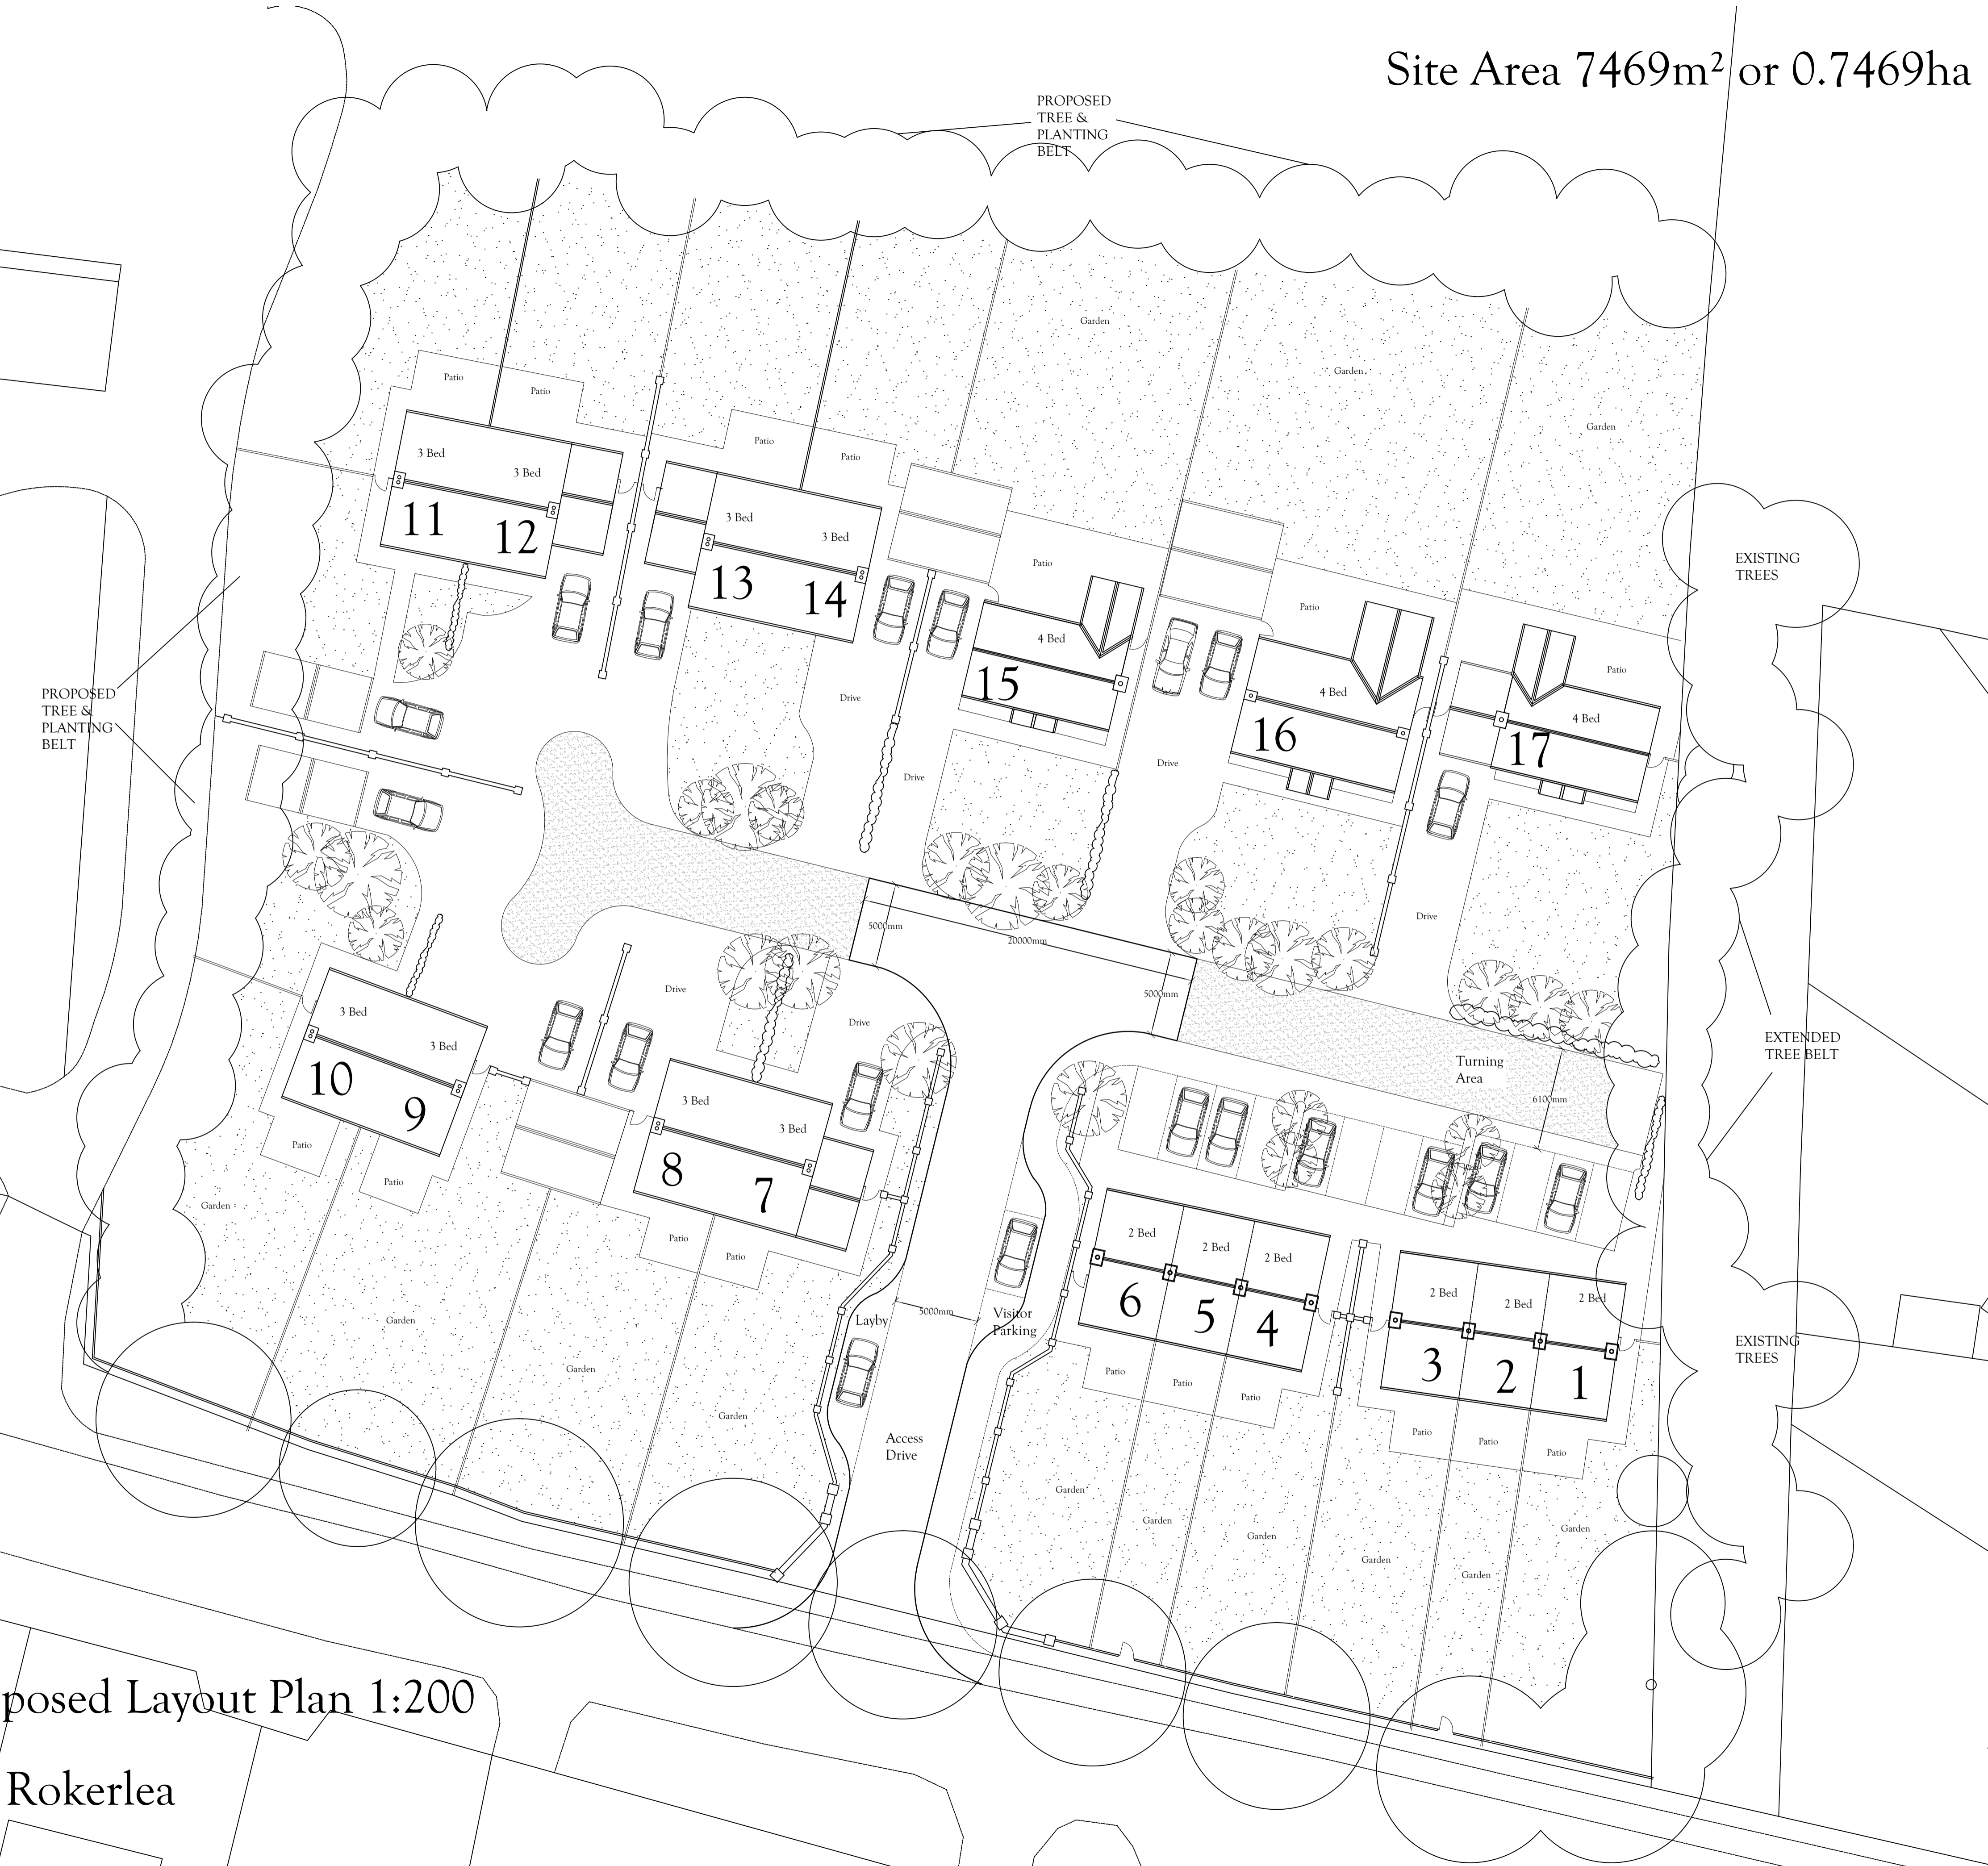 Site Area 7469m² or 0.7469ha
PROPOSED
TREE &
PLANTING
BELT
Garden
Garden
Garden
Patio
Patio
Patio
Patio
3 Bed
3 Bed
11
12
3 Bed
3 Bed
13
14
Patio
4 Bed
15
Patio
4 Bed
16
Patio
4 Bed
17
EXISTING
TREES
PROPOSED
TREE &
PLANTING
BELT
Drive
Drive
Drive
Drive
5000mm
20000mm
5000mm
Drive
Drive
3 Bed
3 Bed
10
9
3 Bed
3 Bed
8
7
Turning
Area
6100mm
EXTENDED
TREE BELT
Patio
Patio
Garden
Patio
Patio
2 Bed
2 Bed
2 Bed
6
5
4
2 Bed
2 Bed
2 Bed
3
2
1
Layby
5000mm
Visitor
Parking
EXISTING
TREES
Garden
Garden
Garden
Patio
Patio
Patio
Patio
Patio
Patio
Access
Drive
Garden
Garden
Garden
Garden
Garden
Garden
posed Layout Plan 1:200
Rokerlea